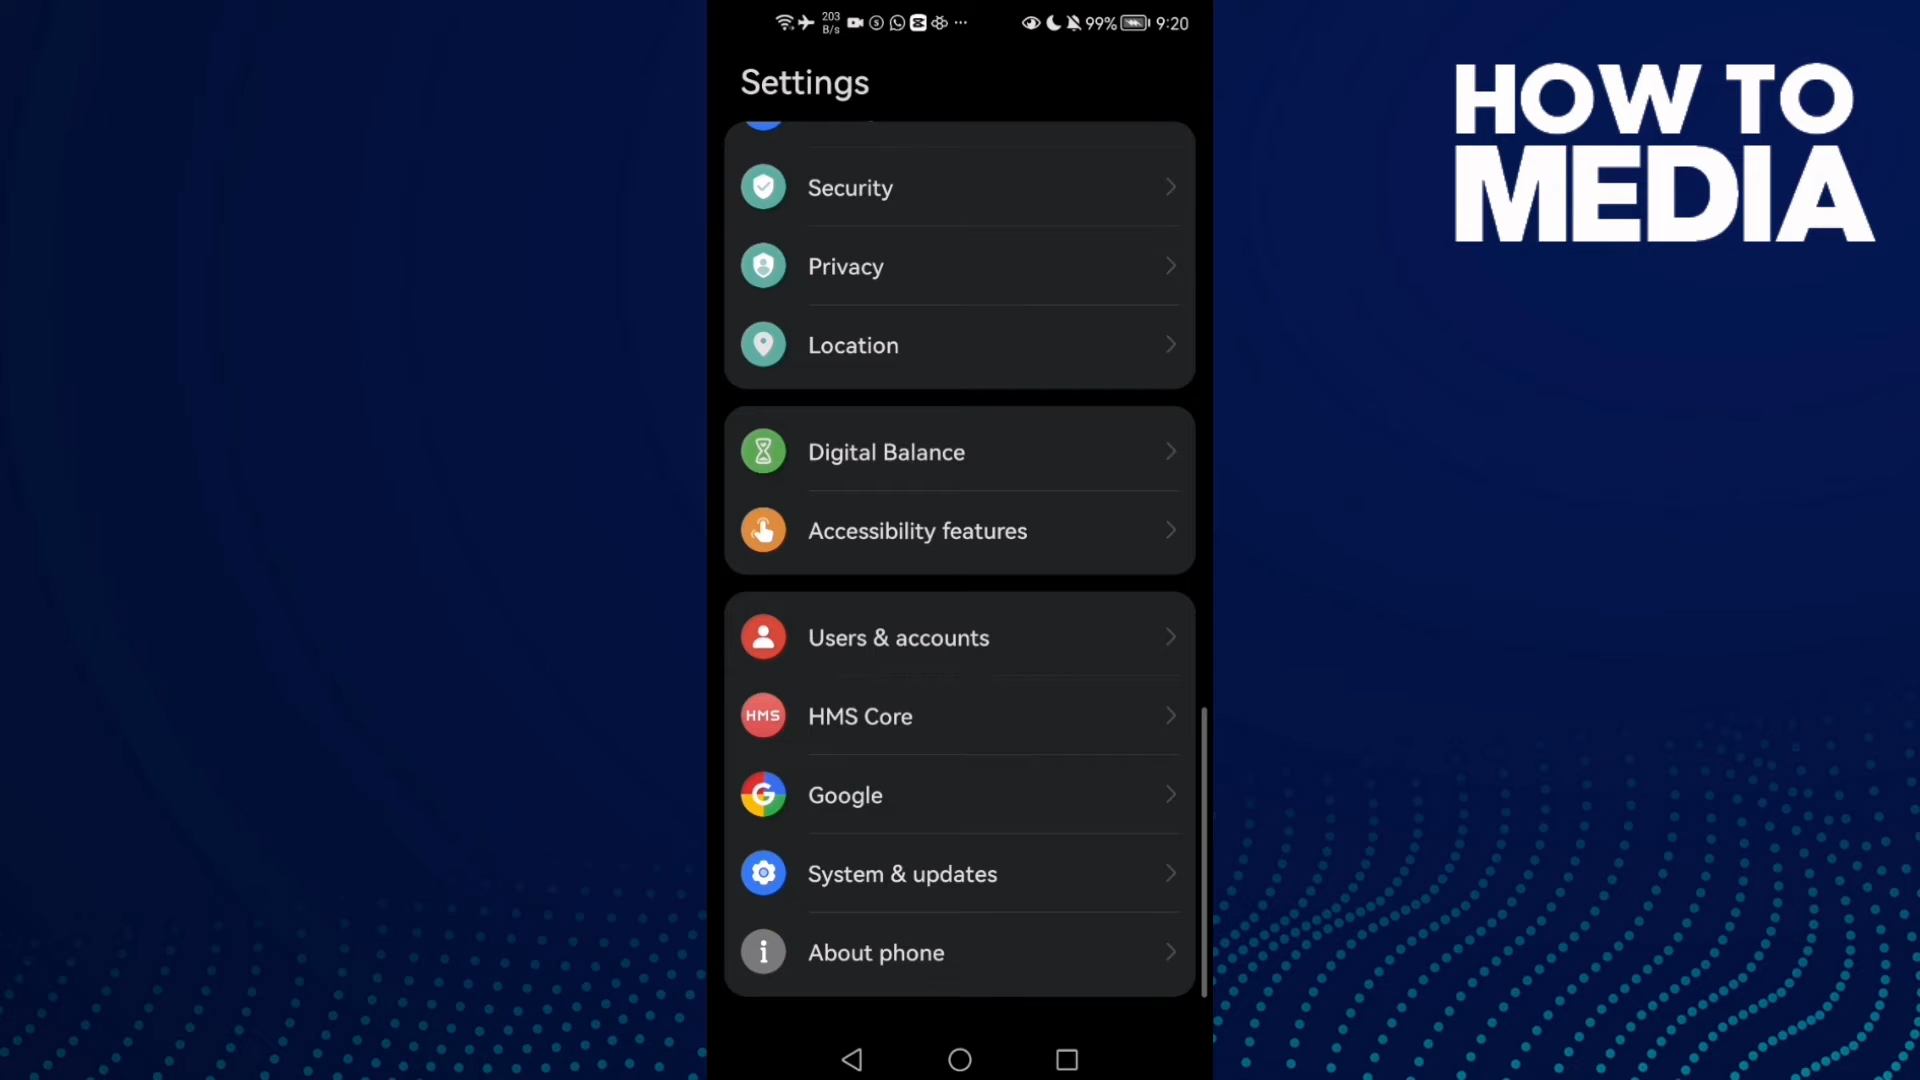 203
B/s
99%
9:20
Settings
HOW TO
MEDIA
Security
Privacy
Location
Digital Balance
Accessibility features
Users & accounts
HMS
HMS Core
G
Google
System & updates
i
About phone